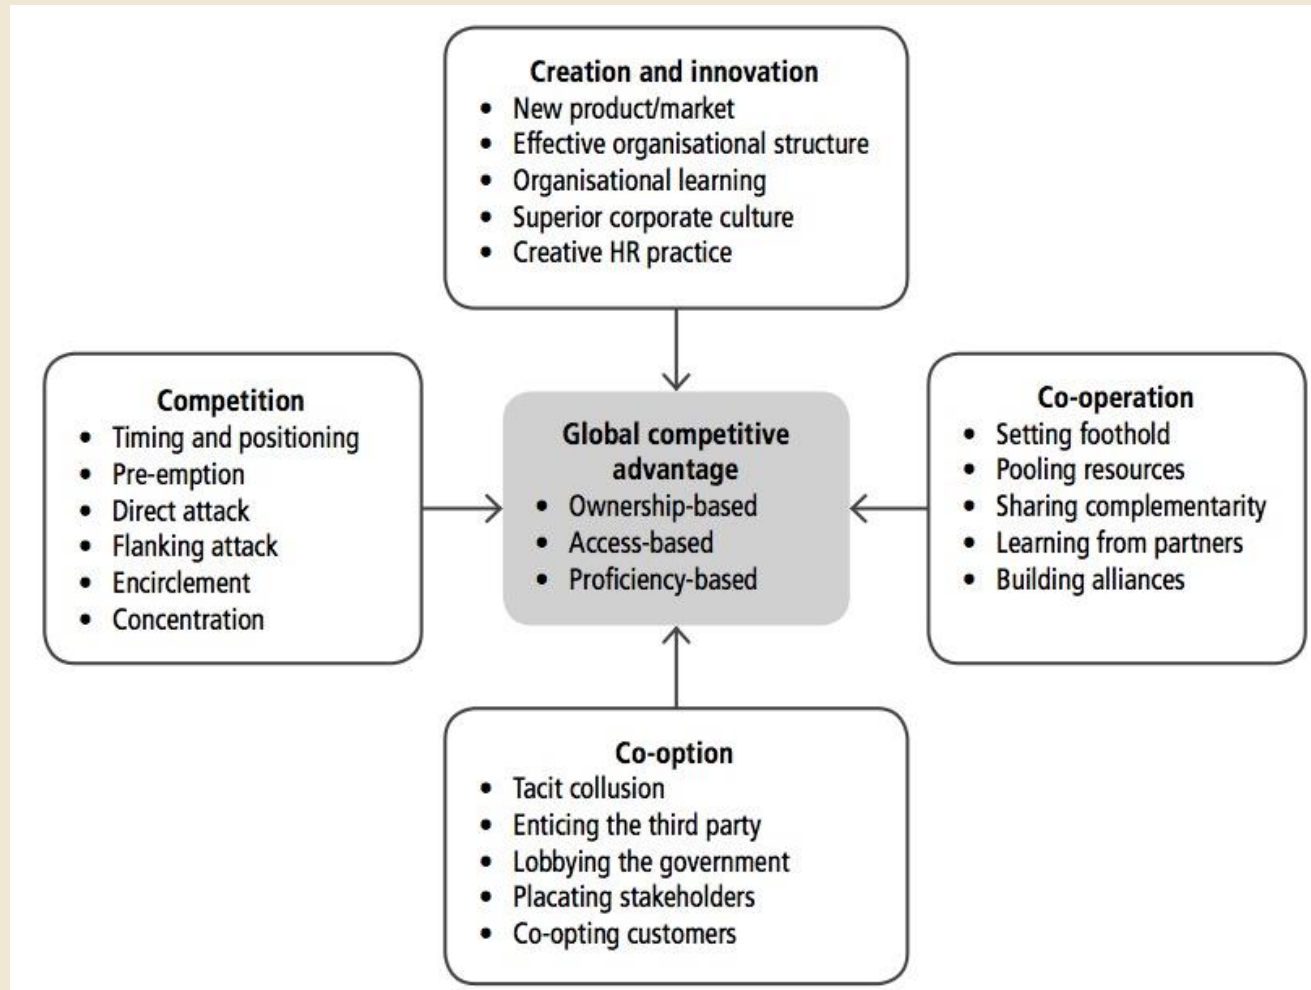 Creation and innovation
• New product/market
• Effective organisational structure
• Organisational learning
• Superior corporate culture
• Creative HR practice
Competition
• Timing and positioning
• Pre-emption
• Direct attack
• Flanking attack
• Encirclement
• Concentration
Global competitive
advantage
• Ownership-based
• Access-based
• Proficiency-based
Co-operation
• Setting foothold
• Pooling resources
• Sharing complementarity
• Learning from partners
• Building alliances
Co-option
• Tacit collusion
• Enticing the third party
• Lobbying the government
• Placating stakeholders
• Co-opting customers